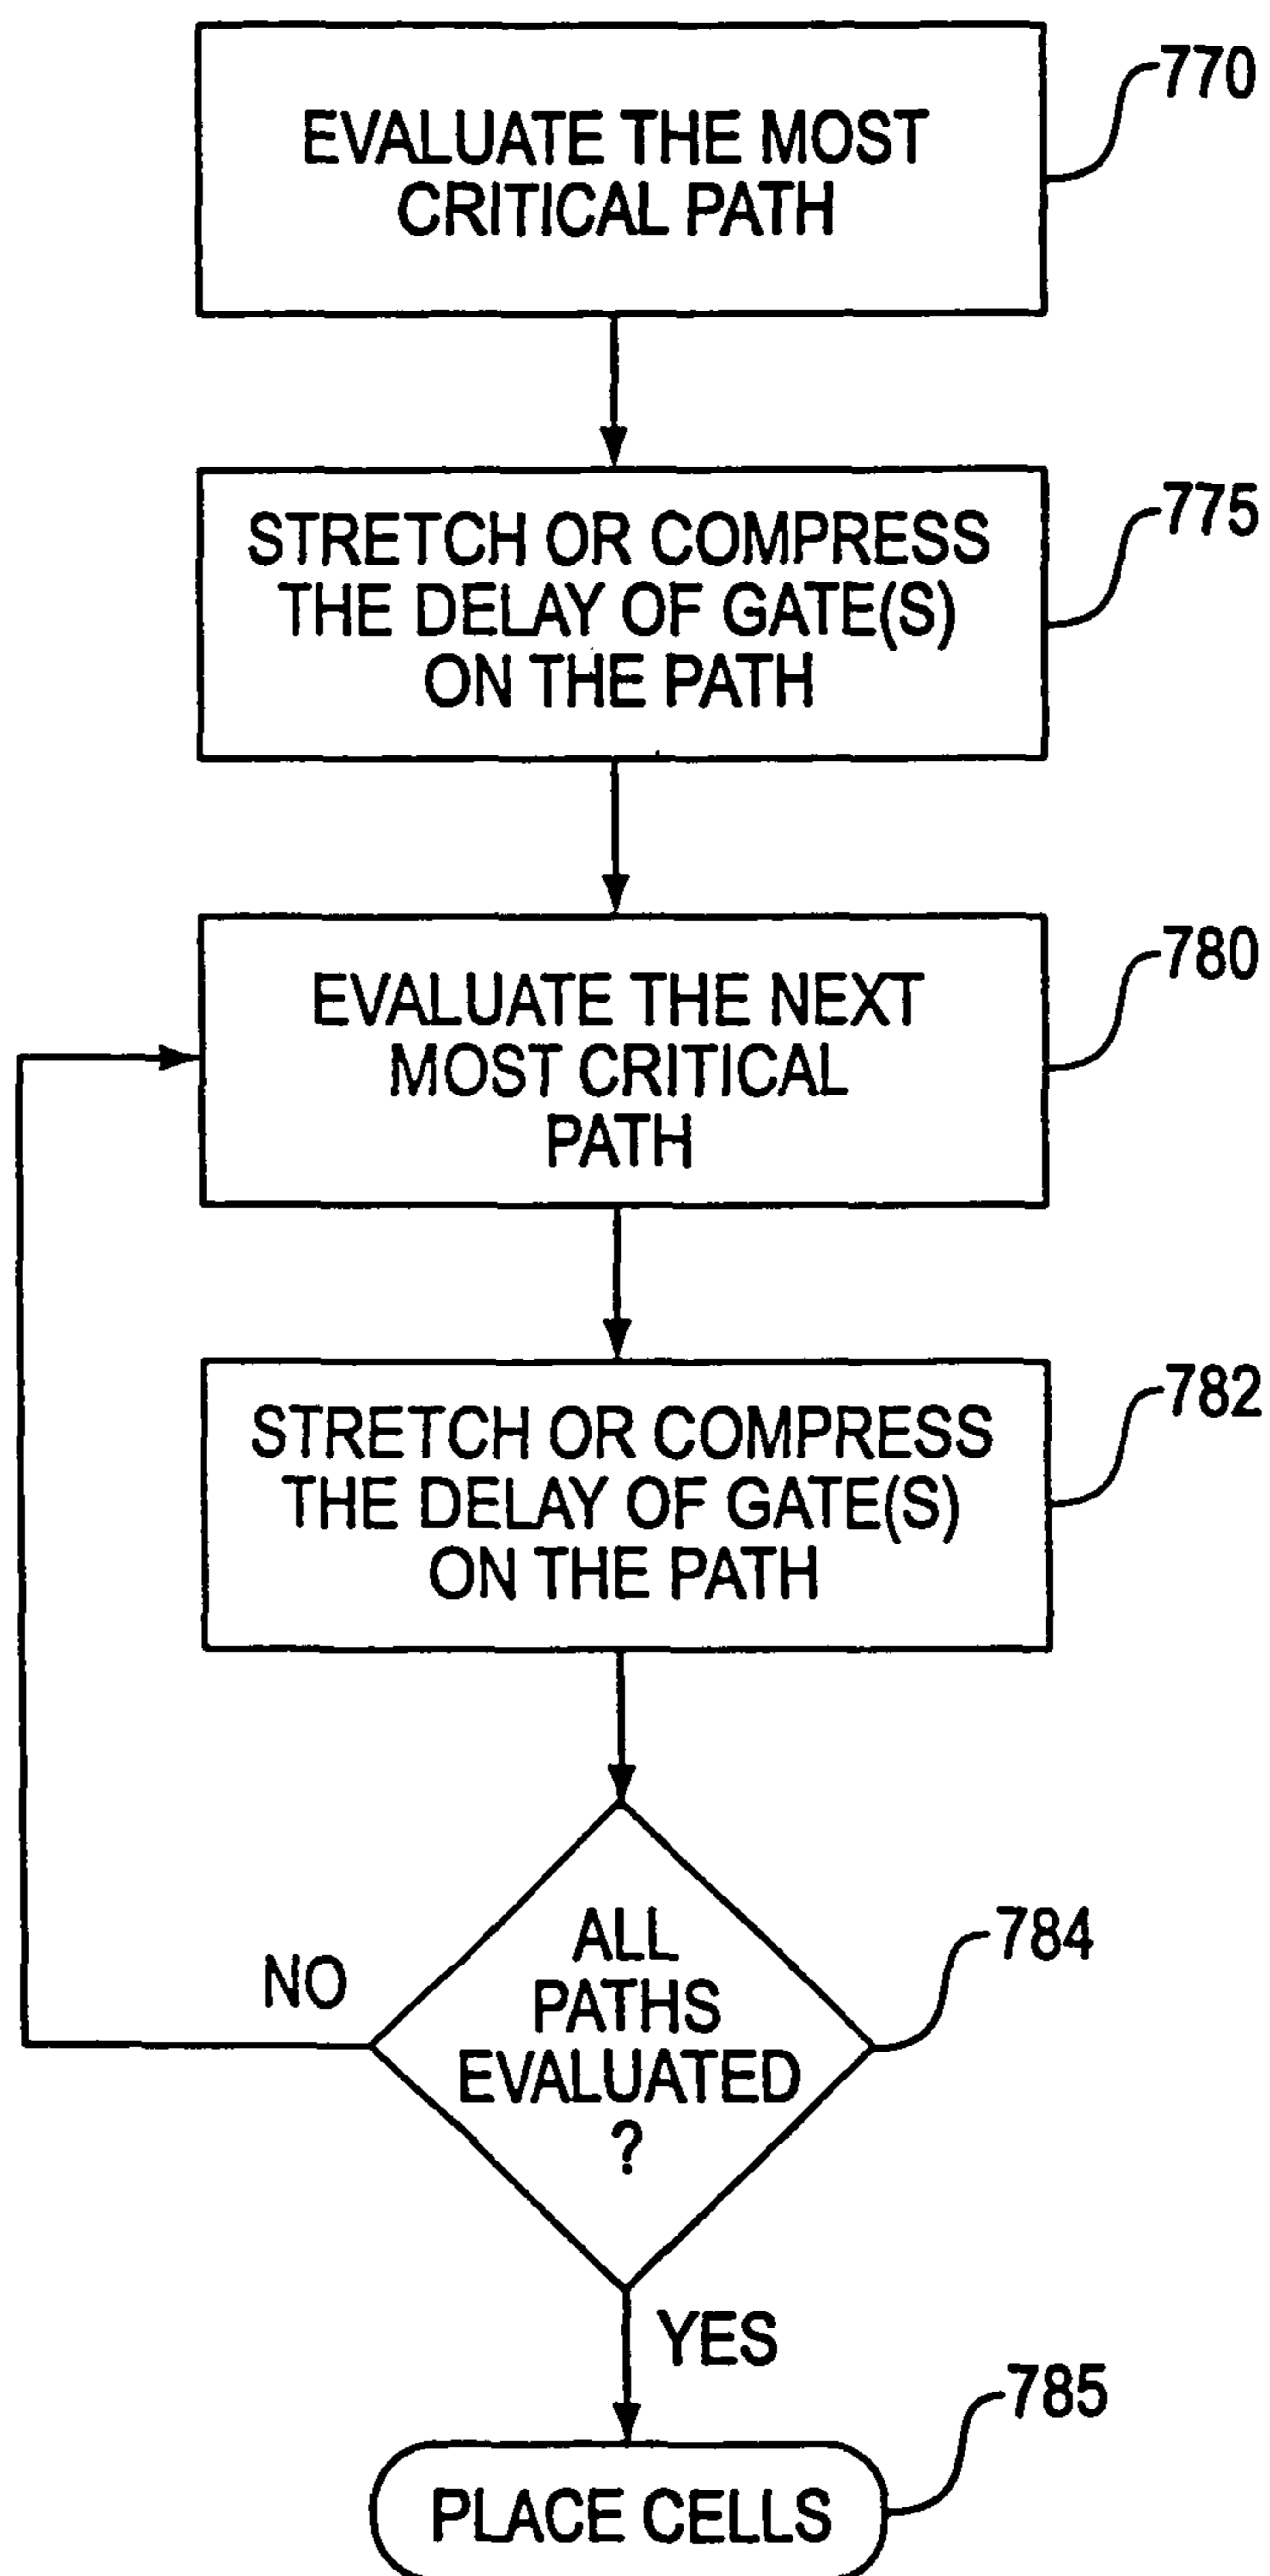 770
EVALUATE THE MOST
CRITICAL PATH
775
STRETCH OR COMPRESS
THE DELAY OF GATE(S)
ON THE PATH
780
EVALUATE THE NEXT
MOST CRITICAL
PATH
782
STRETCH OR COMPRESS
THE DELAY OF GATE(S)
ON THE PATH
784
ALL
PATHS
EVALUATED
?
NO
YES
785
PLACE CELLS